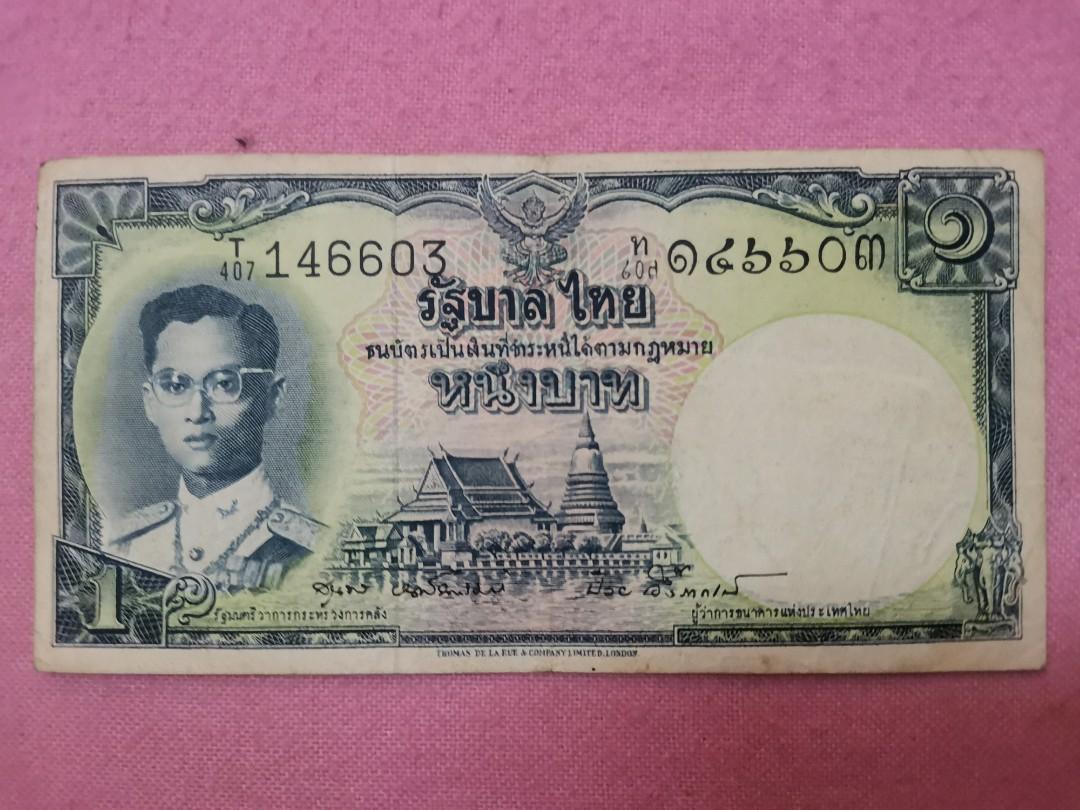 T 407 146603
ท ๔๐๗ ๑๔๖๖๐๓
๑
รัฐบาลไทย
ธนบัตรเป็นเงินที่ชำระหนี้ได้ตามกฎหมาย
หนึ่งบาท
1
รัฐมนตรีว่าการกระทรวงการคลัง
ผู้ว่าการธนาคารแห่งประเทศไทย
THOMAS DE LA RUE & COMPANY LIMITED. LONDON.